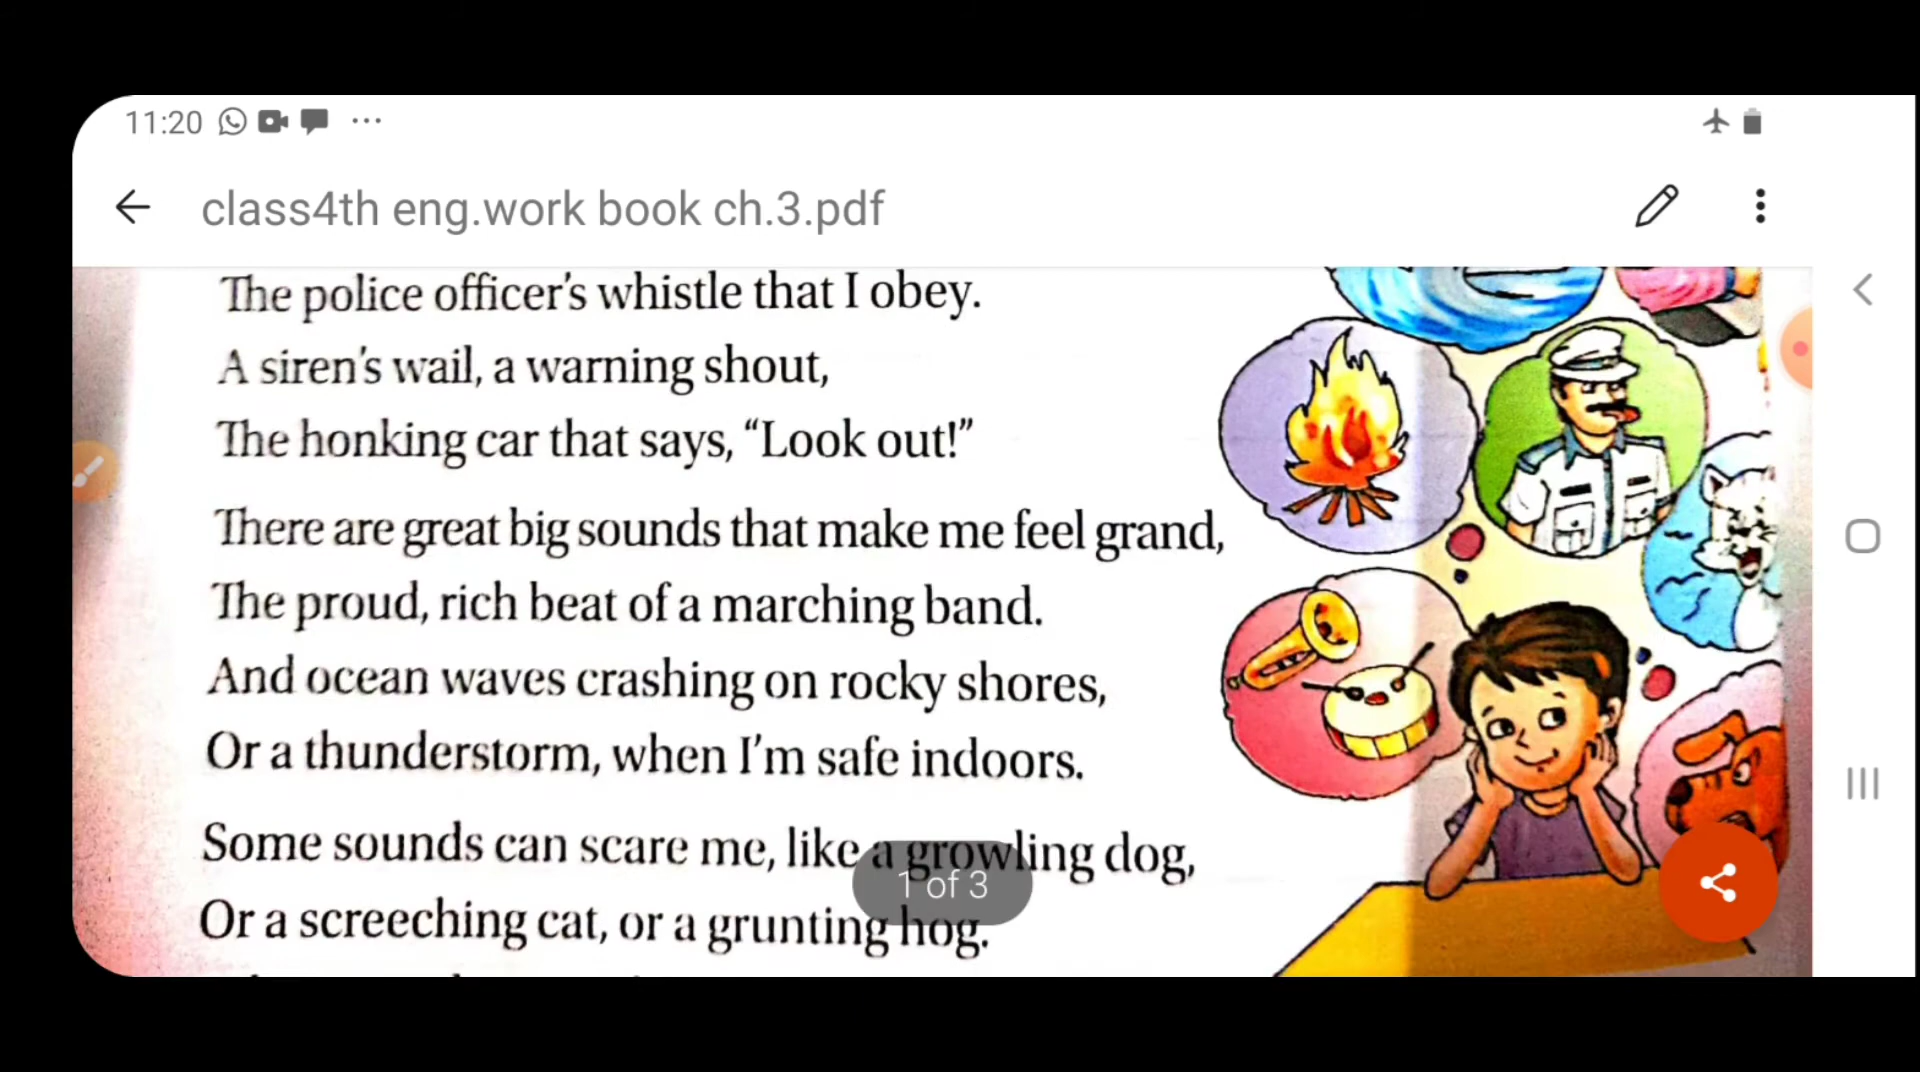 11:20 ...
class4th eng.work book ch.3.pdf
The police officer's whistle that I obey.
A siren's wail, a warning shout,
The honking car that says, “Look out!”
There are great big sounds that make me feel grand,
The proud, rich beat of a marching band.
And ocean waves crashing on rocky shores,
Or a thunderstorm, when I'm safe indoors.
Some sounds can scare me, like a growling dog,
1 of 3
Or a screeching cat, or a grunting hog.